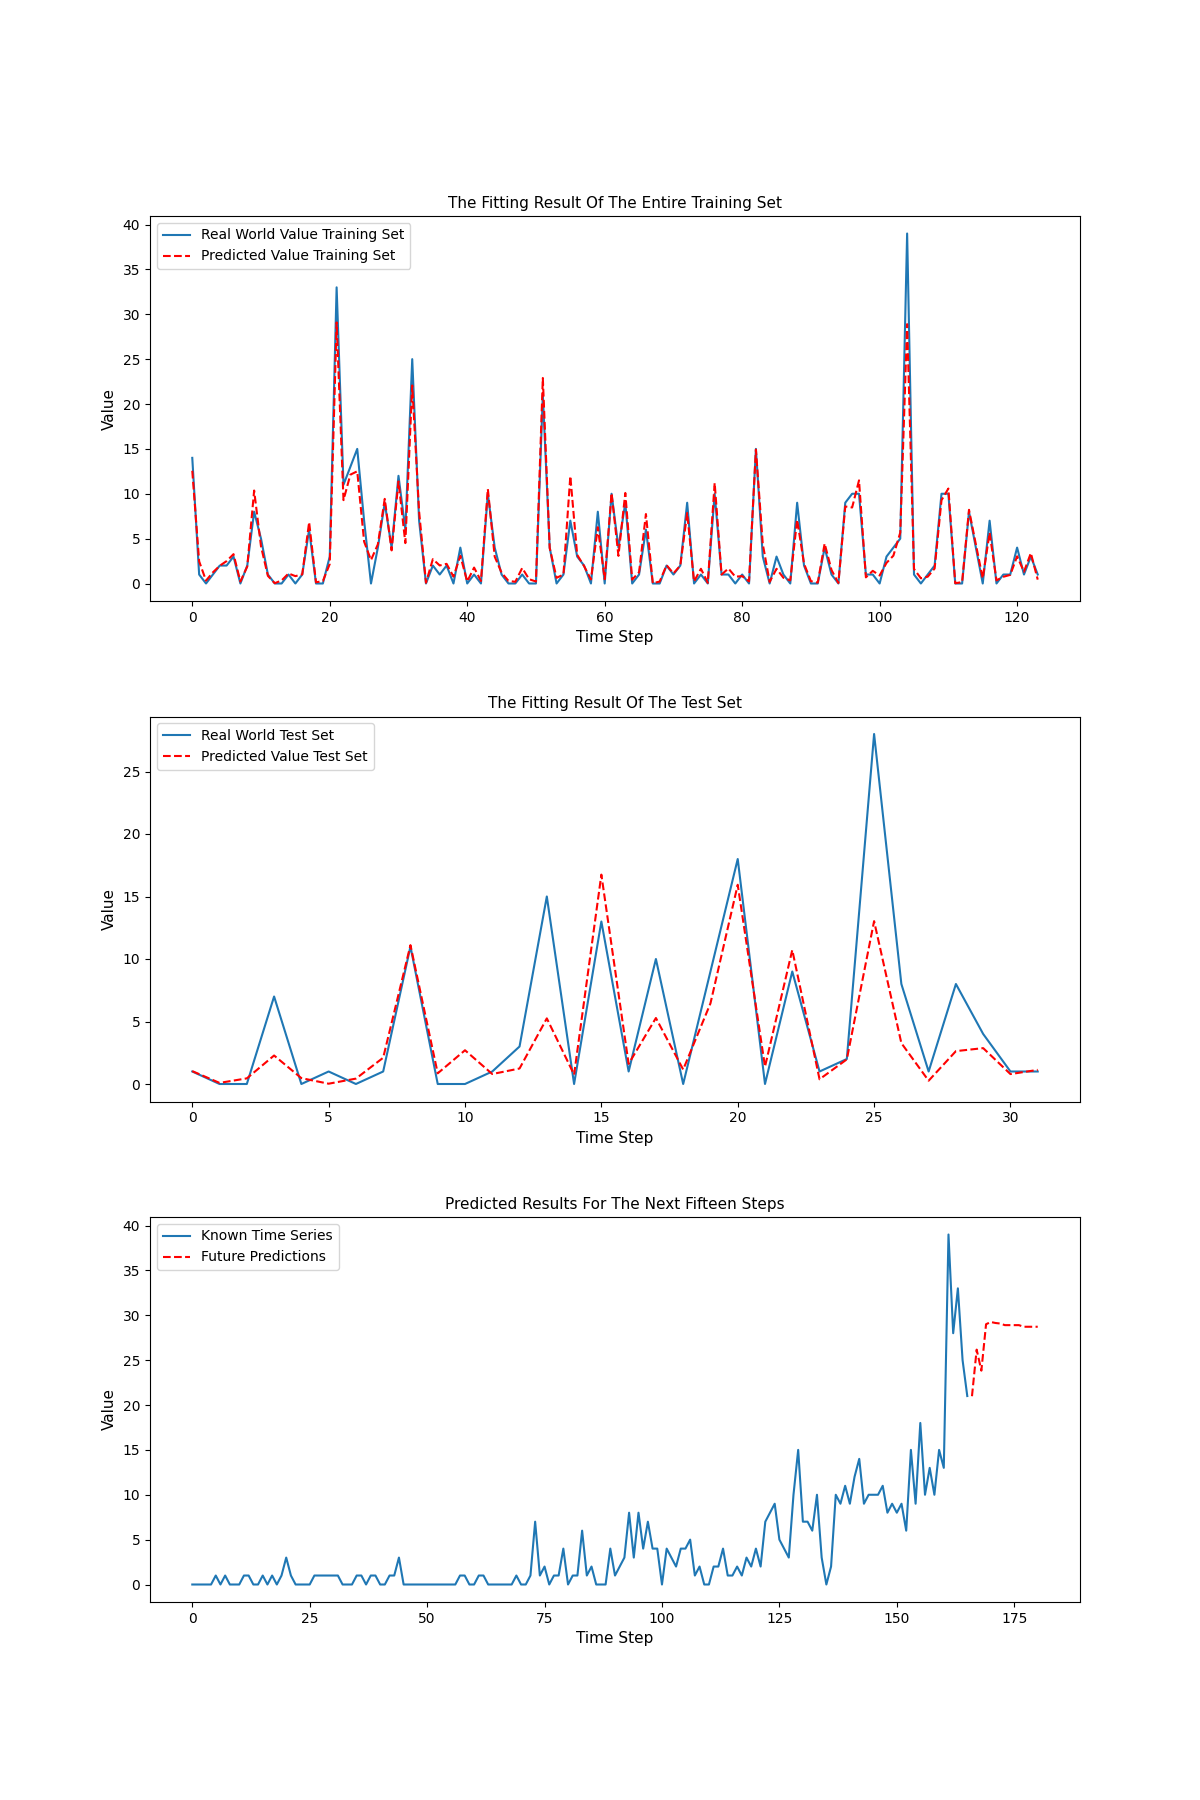 The Fitting Result Of The Entire Training Set
40
35
30
25
20
15
10
5
0
Value
Real World Value Training Set
Predicted Value Training Set
0 20 40 60 80 100 120
Time Step
The Fitting Result Of The Test Set
25
20
15
10
5
0
Value
Real World Test Set
Predicted Value Test Set
0 5 10 15 20 25 30
Time Step
Predicted Results For The Next Fifteen Steps
40
35
30
25
20
15
10
5
0
Value
Known Time Series
Future Predictions
0 25 50 75 100 125 150 175
Time Step